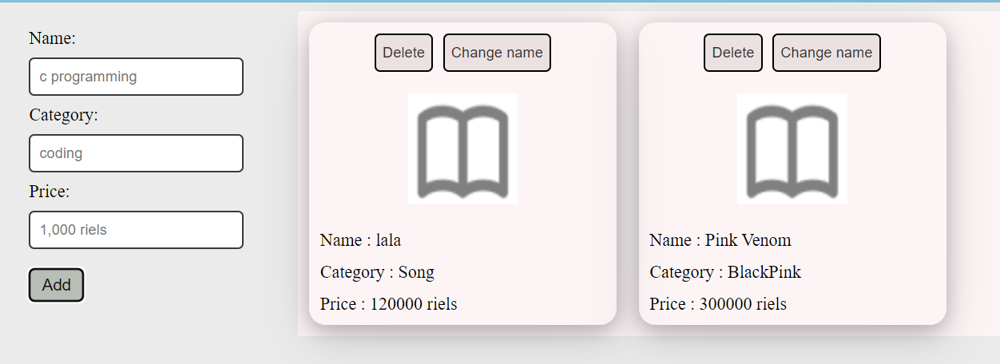 Name:
c programming
Category:
coding
Price:
1,000 riels
Add
Delete
Change name
Name : lala
Category : Song
Price : 120000 riels
Delete
Change name
Name : Pink Venom
Category : BlackPink
Price : 300000 riels